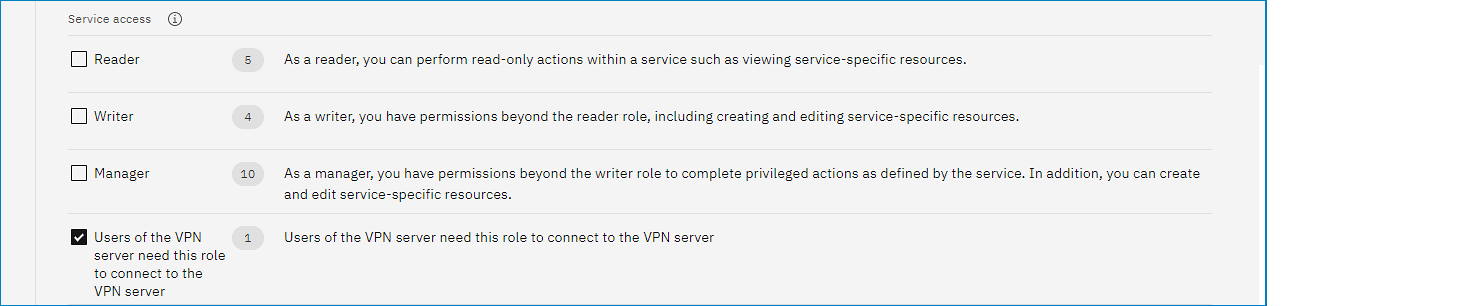 Service access
Reader 5 As a reader, you can perform read-only actions within a service such as viewing service-specific resources.
Writer 4 As a writer, you have permissions beyond the reader role, including creating and editing service-specific resources.
Manager 10 As a manager, you have permissions beyond the writer role to complete privileged actions as defined by the service. In addition, you can create
and edit service-specific resources.
Users of the VPN 1 Users of the VPN server need this role to connect to the VPN server
server need this role
to connect to the
VPN server